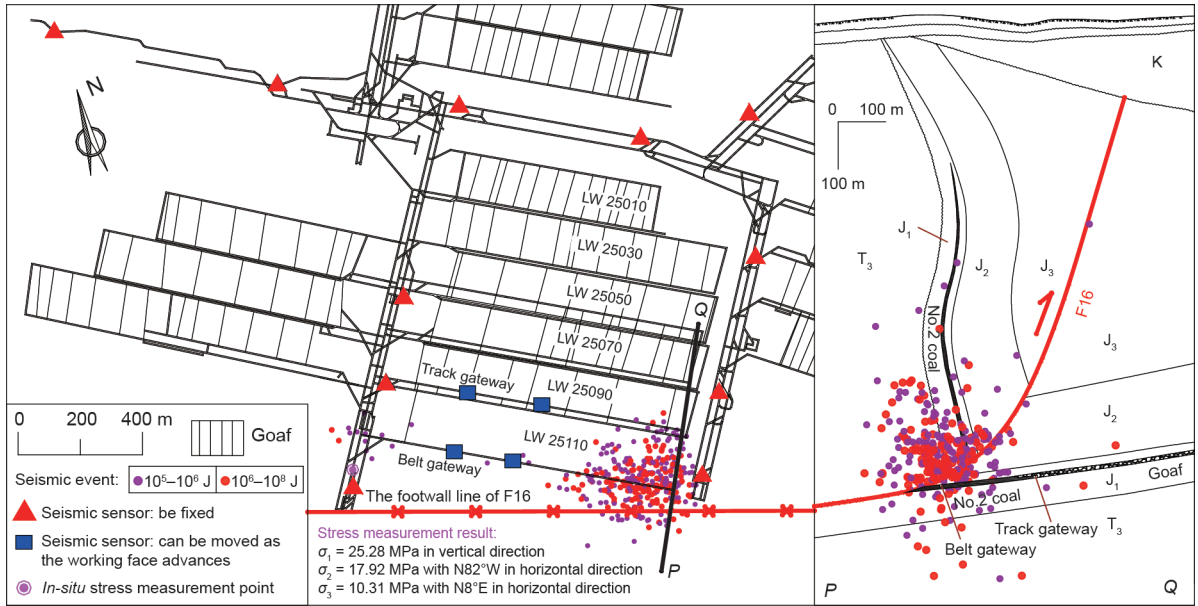 N
LW 25010
LW 25030
LW 25050
LW 25070
LW 25090
LW 25110
Q
Track gateway
Belt gateway
The footwall line of F16
P
0 200 400 m
Goaf
Seismic event:
10⁵–10⁶ J
10⁶–10⁸ J
Seismic sensor: be fixed
Seismic sensor: can be moved as
the working face advances
In-situ stress measurement point
Stress measurement result:
σ₁ = 25.28 MPa in vertical direction
σ₂ = 17.92 MPa with N82°W in horizontal direction
σ₃ = 10.31 MPa with N8°E in horizontal direction
K
0 100 m
100 m
J₁
T₃
J₂
J₃
F16
No.2 coal
J₃
J₂
Goaf
J₁
No.2 coal
T₃
Track gateway
Belt gateway
P
Q